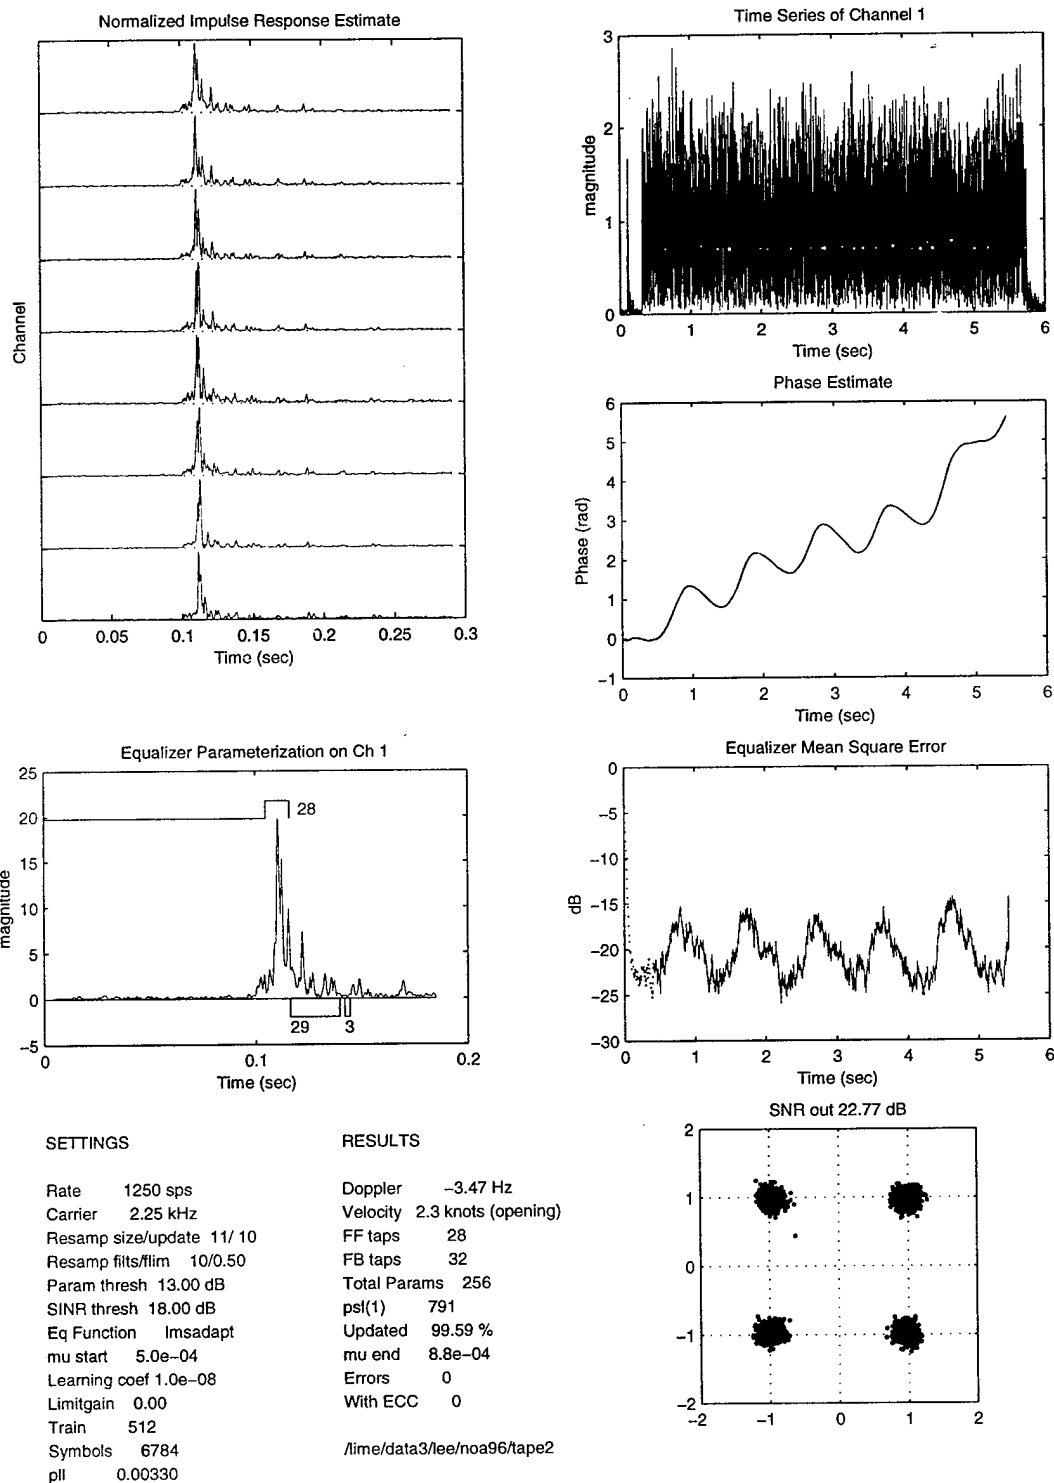 Normalized Impulse Response Estimate
Channel
0 0.05 0.1 0.15 0.2 0.25 0.3
Time (sec)
Time Series of Channel 1
3
2
1
0
magnitude
0 1 2 3 4 5 6
Time (sec)
Phase Estimate
6
5
4
3
2
1
0
−1
Phase (rad)
0 1 2 3 4 5 6
Time (sec)
Equalizer Parameterization on Ch 1
25
20
15
10
5
0
−5
magnitude
28
29
3
0 0.1 0.2
Time (sec)
Equalizer Mean Square Error
0
−5
−10
−15
−20
−25
−30
dB
0 1 2 3 4 5 6
Time (sec)
SETTINGS
Rate 1250 sps
Carrier 2.25 kHz
Resamp size/update 11/ 10
Resamp filts/flim 10/0.50
Param thresh 13.00 dB
SINR thresh 18.00 dB
Eq Function lmsadapt
mu start 5.0e−04
Learning coef 1.0e−08
Limitgain 0.00
Train 512
Symbols 6784
pll 0.00330
RESULTS
Doppler −3.47 Hz
Velocity 2.3 knots (opening)
FF taps 28
FB taps 32
Total Params 256
psl(1) 791
Updated 99.59 %
mu end 8.8e−04
Errors 0
With ECC 0
/lime/data3/lee/noa96/tape2
SNR out 22.77 dB
2
1
0
−1
−2
−2 −1 0 1 2